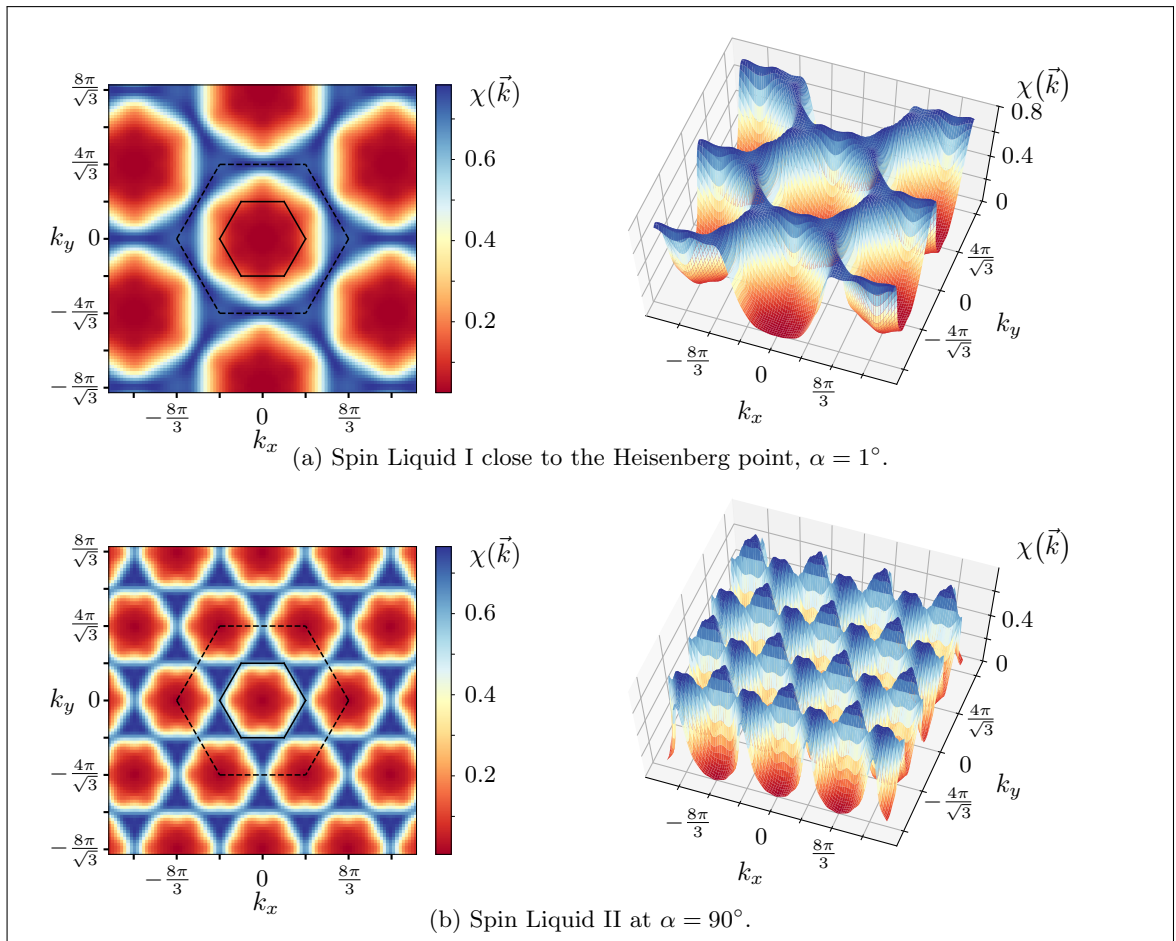 χ(k⃗)
8π/√3
4π/√3
k_y 0
−4π/√3
−8π/√3
0.6
0.4
0.2
−8π/3 0 8π/3
k_x
χ(k⃗)
0.8
0.4
0
4π/√3
0
−4π/√3
k_y
−8π/3
0
8π/3
k_x
(a) Spin Liquid I close to the Heisenberg point, α = 1°.
χ(k⃗)
8π/√3
4π/√3
k_y 0
−4π/√3
−8π/√3
0.6
0.4
0.2
−8π/3 0 8π/3
k_x
χ(k⃗)
0.4
0
4π/√3
0
−4π/√3
k_y
−8π/3
0
8π/3
k_x
(b) Spin Liquid II at α = 90°.